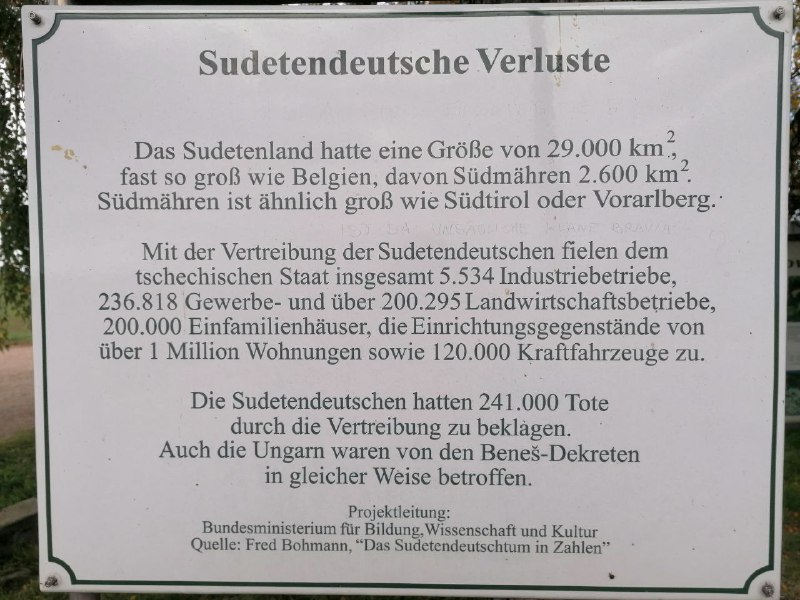 Sudetendeutsche Verluste
Das Sudetenland hatte eine Größe von 29.000 km²,
fast so groß wie Belgien, davon Südmähren 2.600 km².
Südmähren ist ähnlich groß wie Südtirol oder Vorarlberg.
Mit der Vertreibung der Sudetendeutschen fielen dem
tschechischen Staat insgesamt 5.534 Industriebetriebe,
236.818 Gewerbe- und über 200.295 Landwirtschaftsbetriebe,
200.000 Einfamilienhäuser, die Einrichtungsgegenstände von
über 1 Million Wohnungen sowie 120.000 Kraftfahrzeuge zu.
Die Sudetendeutschen hatten 241.000 Tote
durch die Vertreibung zu beklagen.
Auch die Ungarn waren von den Beneš-Dekreten
in gleicher Weise betroffen.
Projektleitung:
Bundesministerium für Bildung, Wissenschaft und Kultur
Quelle: Fred Bohmann, "Das Sudetendeutschtum in Zahlen"